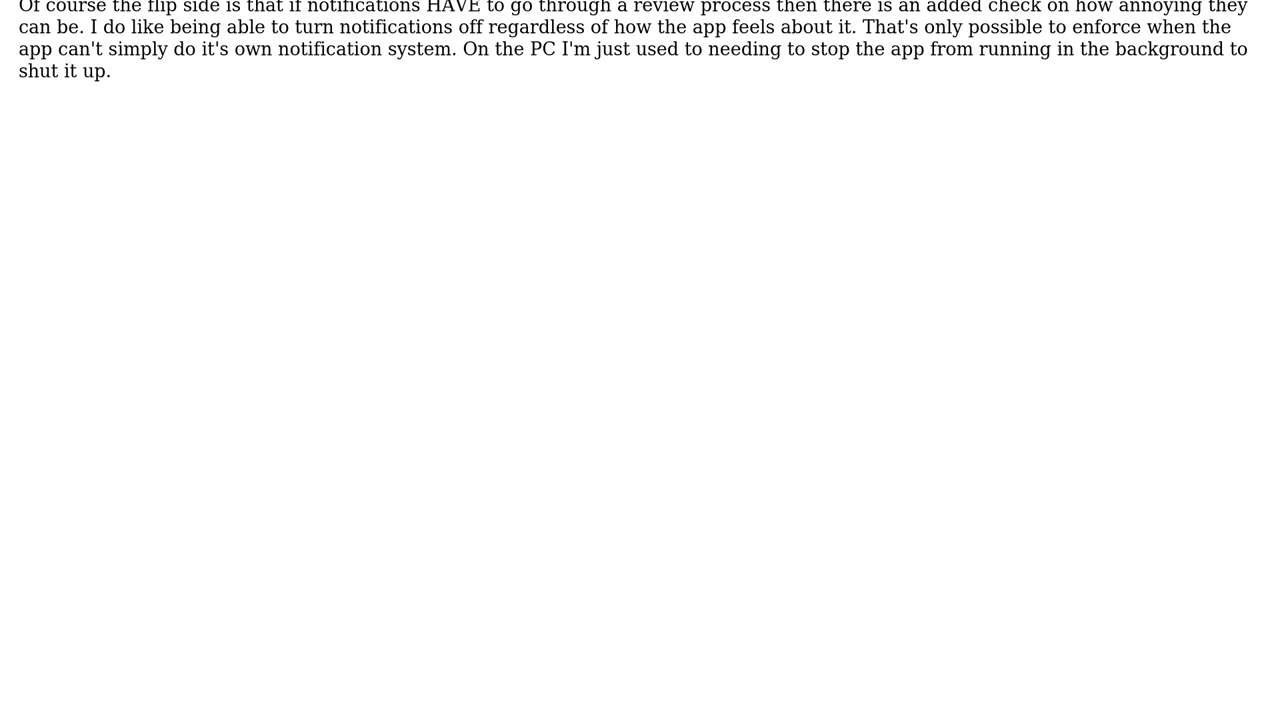 Of course the flip side is that if notifications HAVE to go through a review process then there is an added check on how annoying they
can be. I do like being able to turn notifications off regardless of how the app feels about it. That's only possible to enforce when the
app can't simply do it's own notification system. On the PC I'm just used to needing to stop the app from running in the background to
shut it up.